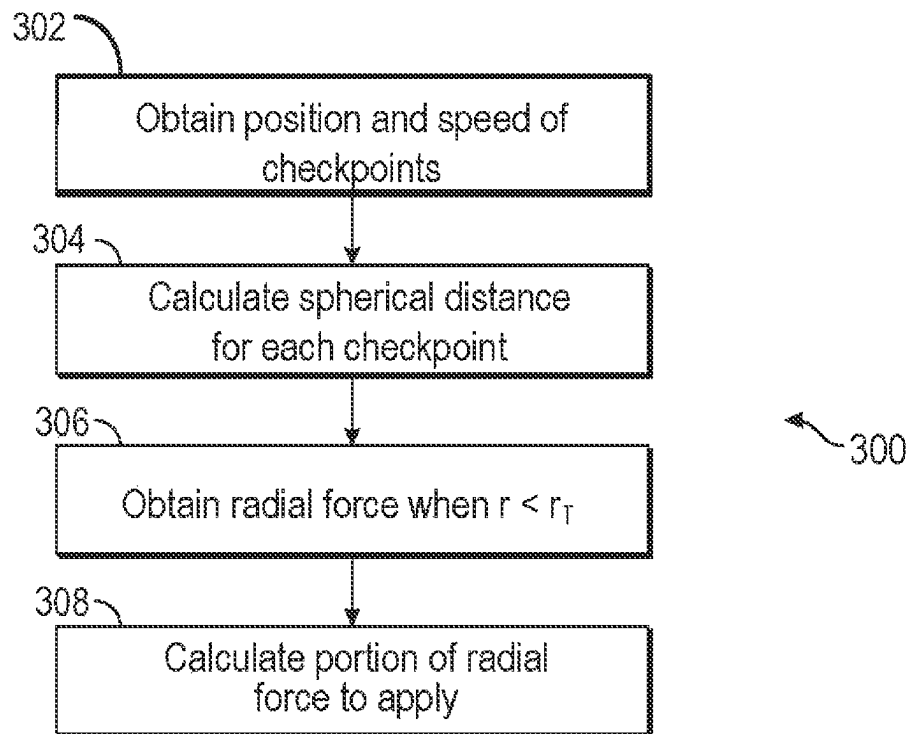 302
Obtain position and speed of
checkpoints
304
Calculate spherical distance
for each checkpoint
306
300
Obtain radial force when r < r_T
308
Calculate portion of radial
force to apply